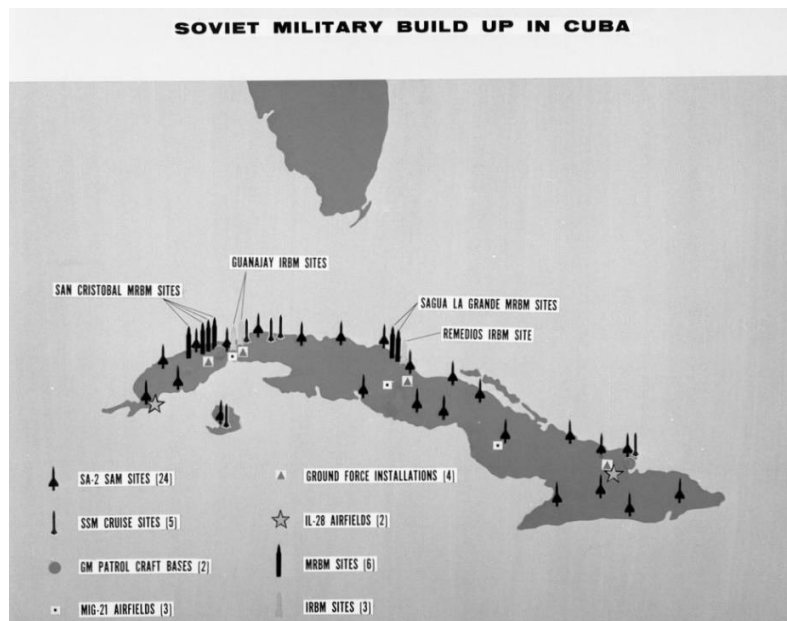 SOVIET MILITARY BUILD UP IN CUBA
GUANAJAY IRBM SITES
SAN CRISTOBAL MRBM SITES
SAGUA LA GRANDE MRBM SITES
REMEDIOS IRBM SITE
SA-2 SAM SITES (24)
GROUND FORCE INSTALLATIONS (4)
SSM CRUISE SITES (5)
IL-28 AIRFIELDS (2)
GM PATROL CRAFT BASES (2)
MRBM SITES (6)
MIG-21 AIRFIELDS (3)
IRBM SITES (3)